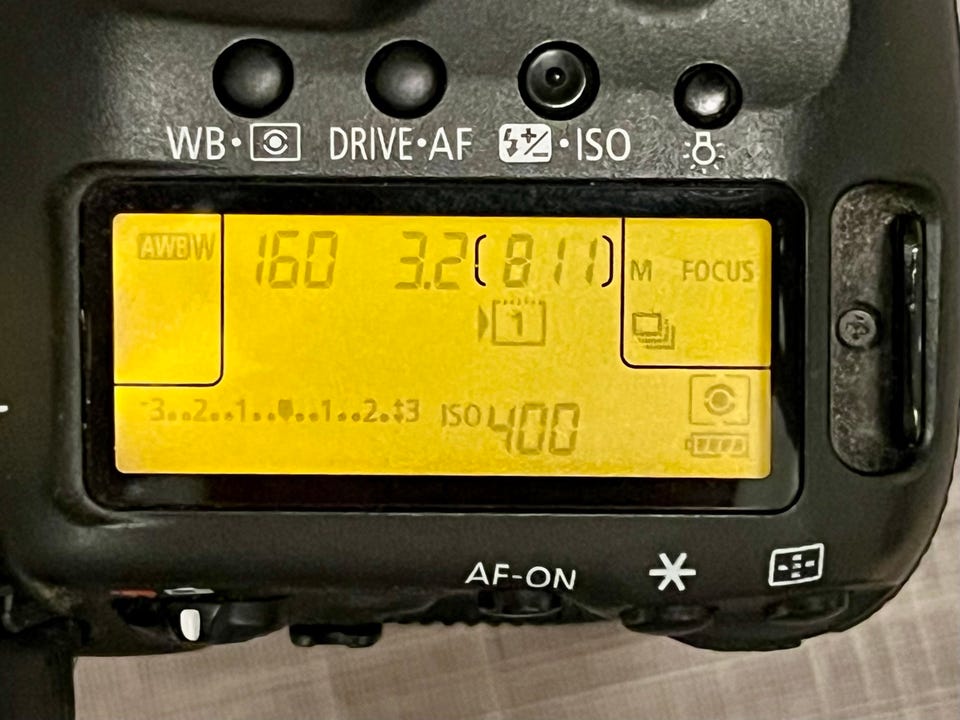 WB • DRIVE•AF • ISO
AWB W 160 3.2 (811) M FOCUS
1
-3..2..1..0..1..2.:3 ISO 400
AF-ON